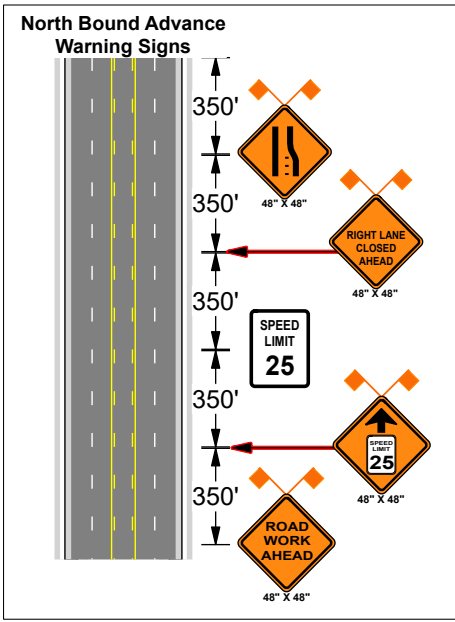 North Bound Advance
Warning Signs
350'
48" X 48"
350'
RIGHT LANE
CLOSED
AHEAD
48" X 48"
350'
SPEED
LIMIT
25
350'
SPEED
LIMIT
25
48" X 48"
350'
ROAD
WORK
AHEAD
48" X 48"